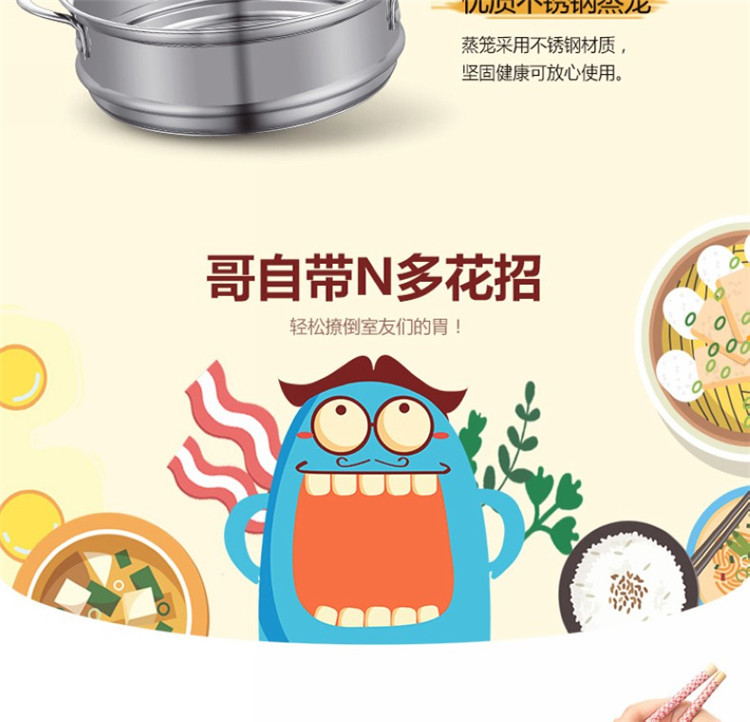 优质不锈钢蒸笼
蒸笼采用不锈钢材质，
坚固健康可放心使用。
哥自带N多花招
轻松撩倒室友们的胃！